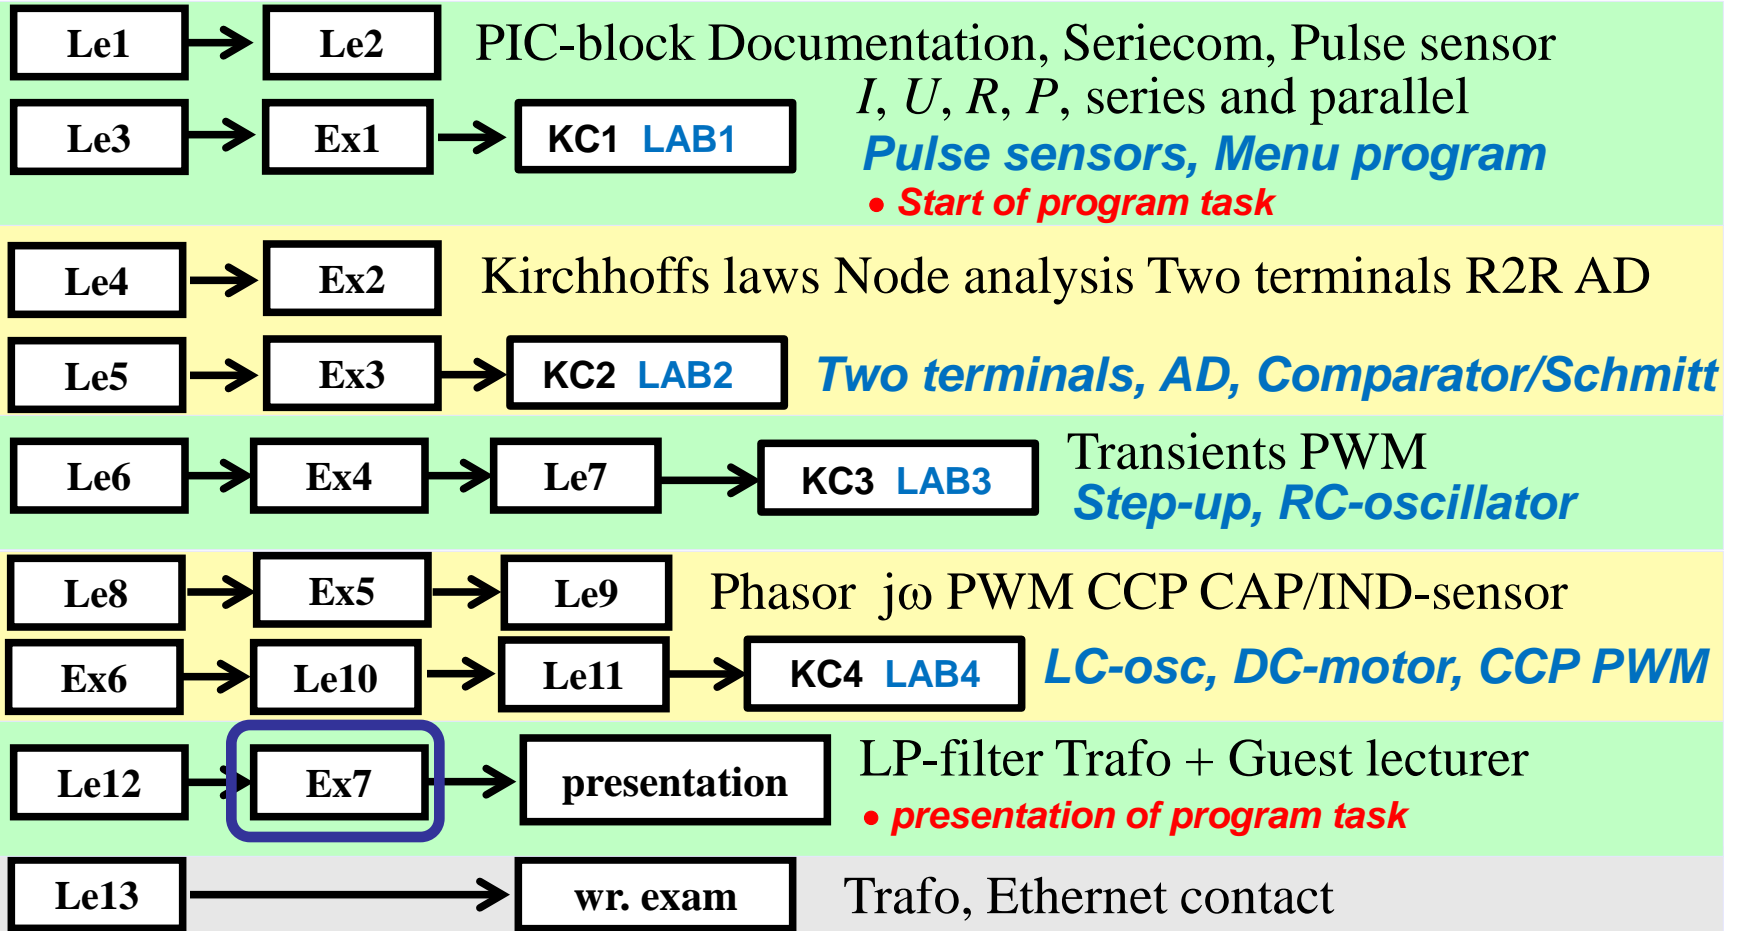 Le1 Le2 PIC-block Documentation, Seriecom, Pulse sensor
I, U, R, P, series and parallel
Le3 Ex1 KC1 LAB1 Pulse sensors, Menu program
• Start of program task
Le4 Ex2 Kirchhoffs laws Node analysis Two terminals R2R AD
Le5 Ex3 KC2 LAB2 Two terminals, AD, Comparator/Schmitt
Le6 Ex4 Le7 KC3 LAB3 Transients PWM
Step-up, RC-oscillator
Le8 Ex5 Le9 Phasor jω PWM CCP CAP/IND-sensor
Ex6 Le10 Le11 KC4 LAB4 LC-osc, DC-motor, CCP PWM
Le12 Ex7 presentation LP-filter Trafo + Guest lecturer
• presentation of program task
Le13 wr. exam Trafo, Ethernet contact